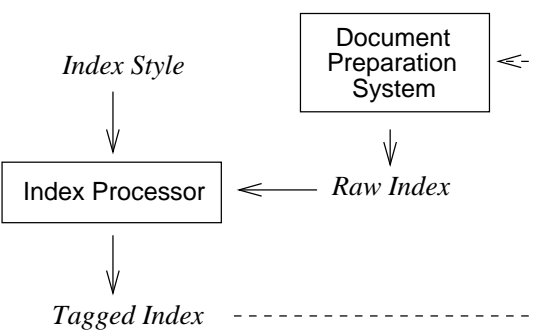 Document
Preparation
System
Index Style
Index Processor
Raw Index
Tagged Index